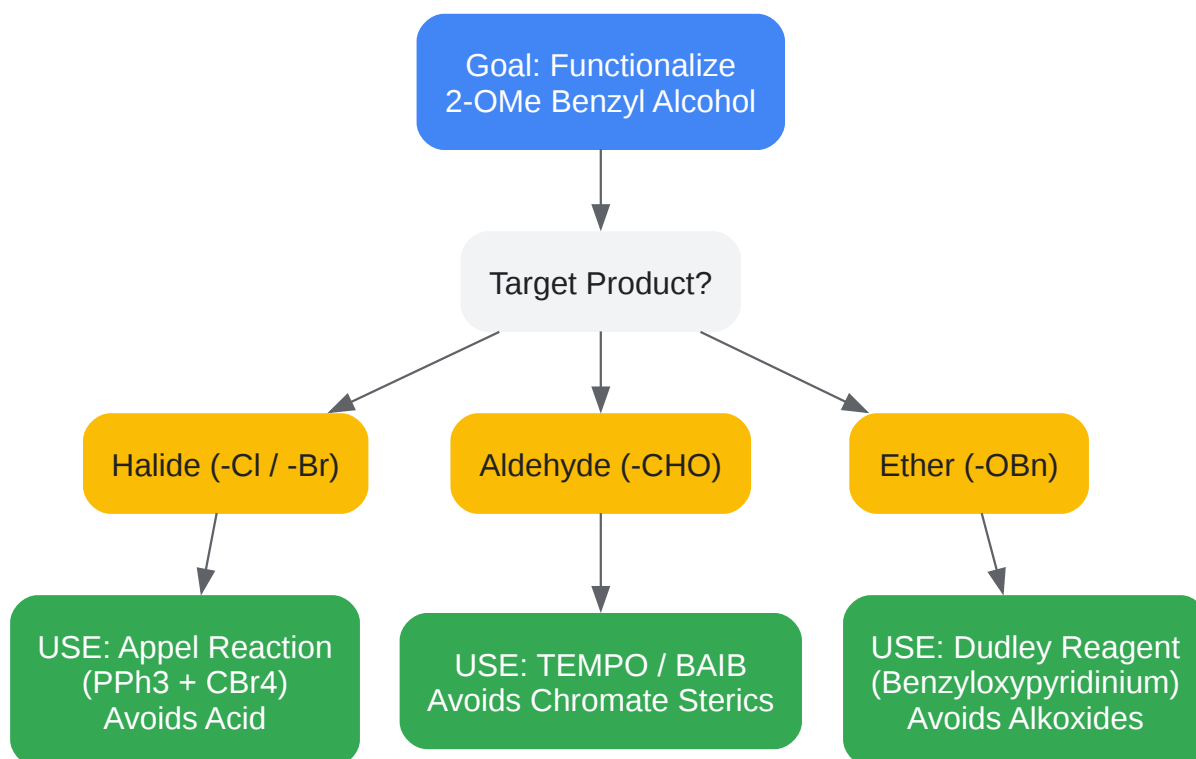 Goal: Functionalize
2-OMe Benzyl Alcohol
Target Product?
Halide (-Cl / -Br)
Aldehyde (-CHO)
Ether (-OBn)
USE: Appel Reaction
(PPh3 + CBr4)
Avoids Acid
USE: TEMPO / BAIB
Avoids Chromate Sterics
USE: Dudley Reagent
(Benzyloxypyridinium)
Avoids Alkoxides